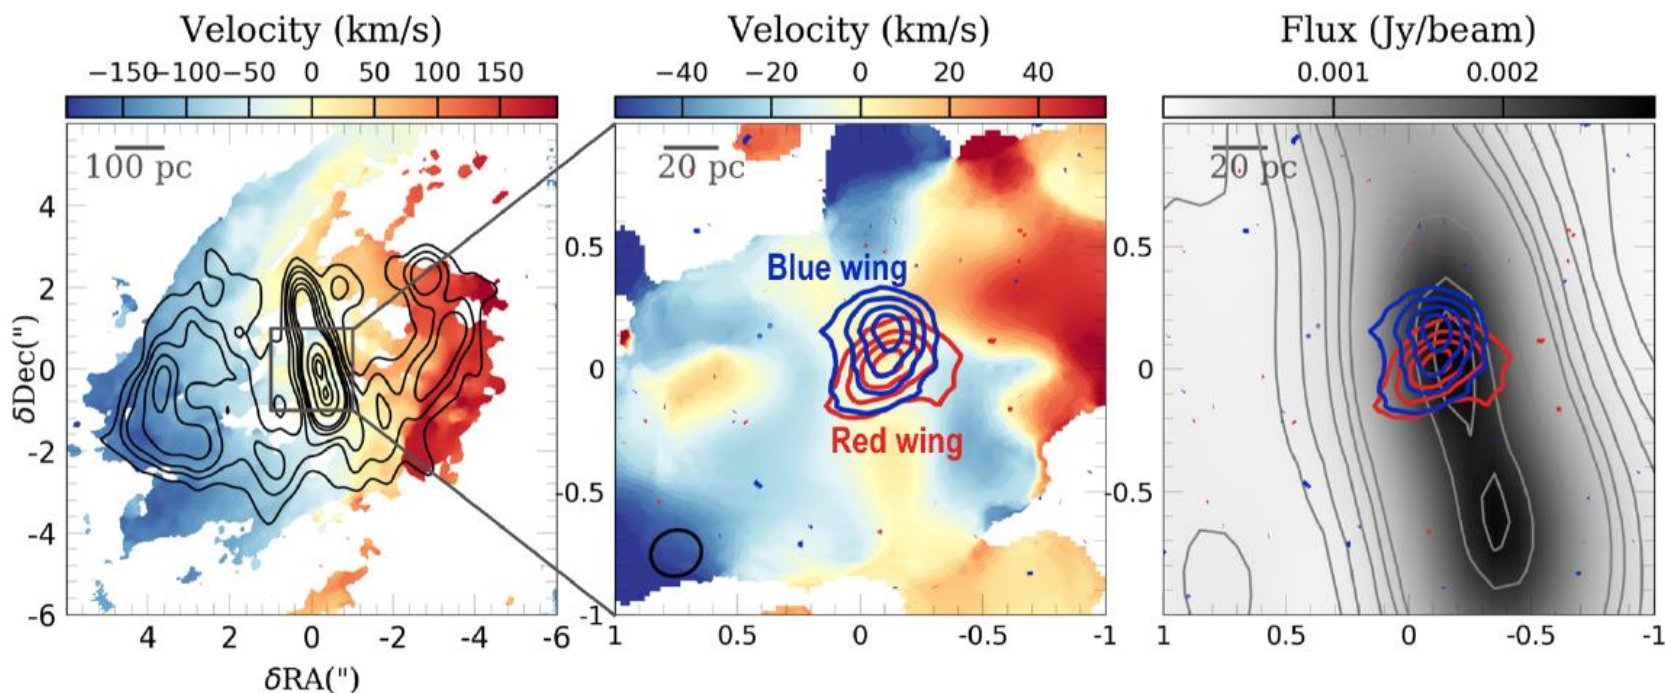 Velocity (km/s)
−150−100 −50 0 50 100 150
100 pc
4
2
0
-2
-4
-6
4 2 0 -2 -4 -6
δDec(")
δRA(")
Velocity (km/s)
−40 −20 0 20 40
20 pc
Blue wing
Red wing
0.5
0
-0.5
-1
1 0.5 0 -0.5 -1
Flux (Jy/beam)
0.001 0.002
20 pc
0.5
0
-0.5
1 0.5 0 -0.5 -1